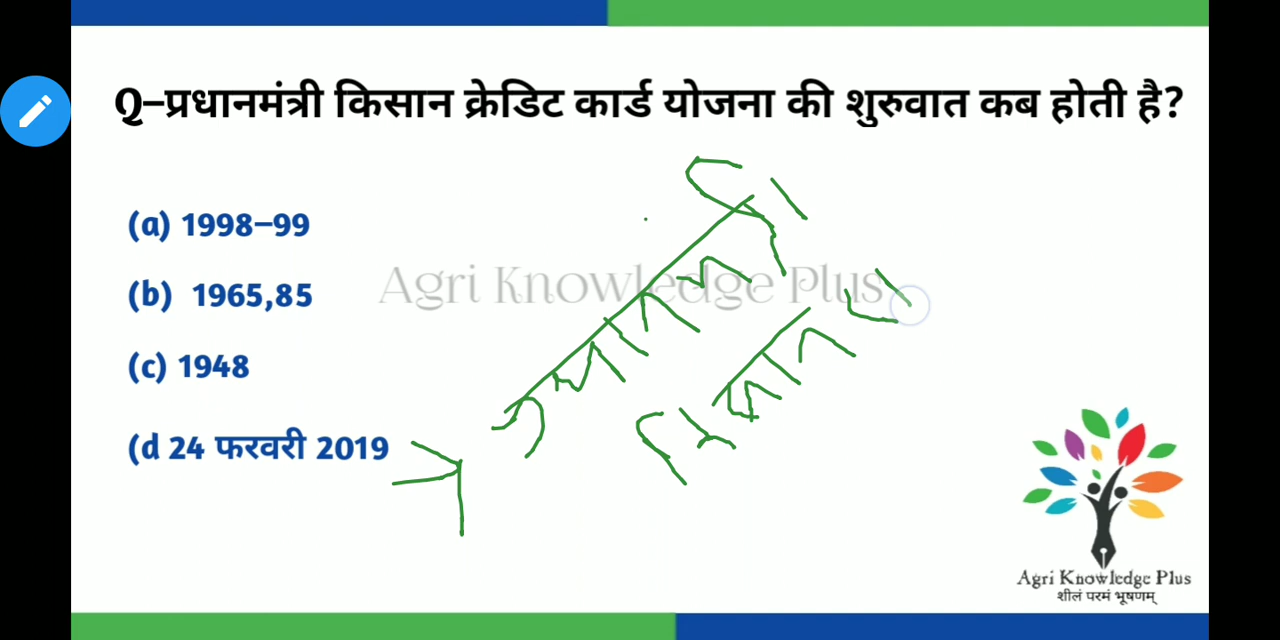 Q–प्रधानमंत्री किसान क्रेडिट कार्ड योजना की शुरुवात कब होती है?
(a) 1998–99
(b) 1965,85
(c) 1948
(d 24 फरवरी 2019
Agri Knowledge Plus
Agri Knowledge Plus
शीलं परमं भूषणम्